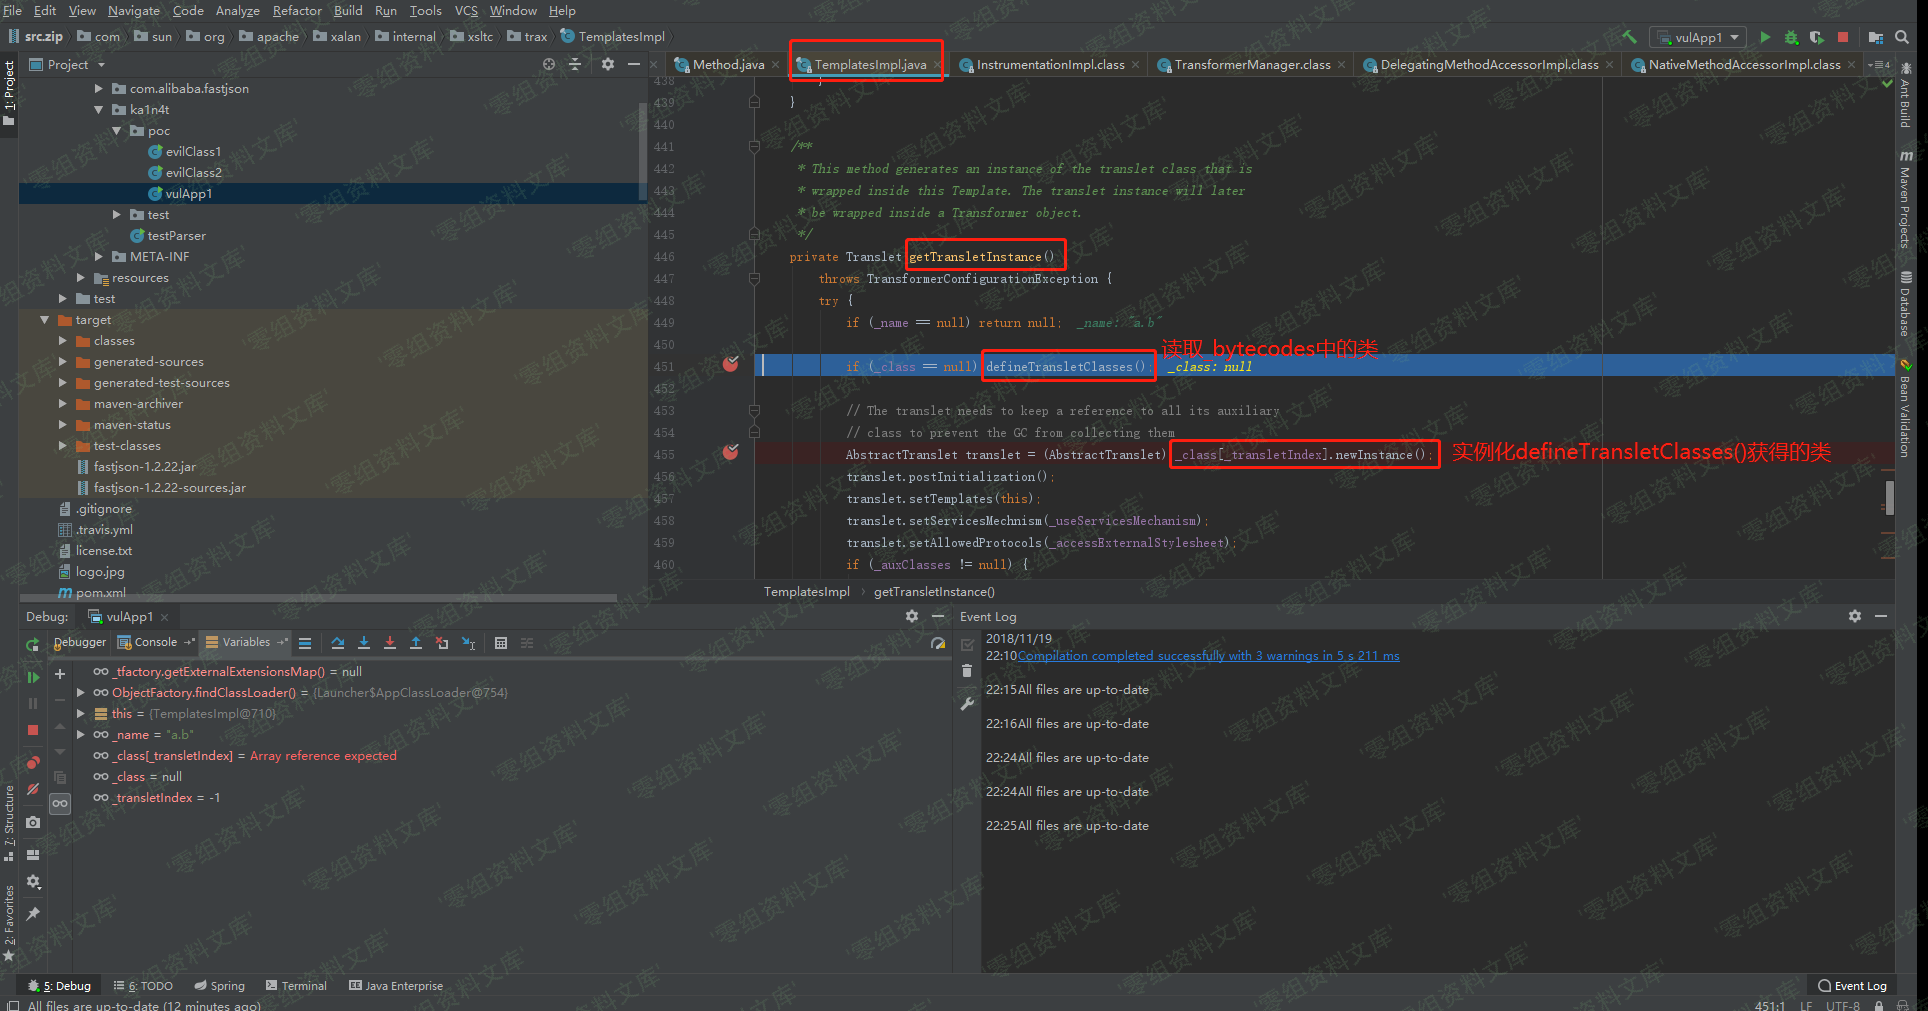 File Edit View Navigate Code Analyze Refactor Build Run Tools VCS Window Help
src.zip com sun org apache xalan internal xsltc trax TemplatesImpl
vulApp1
1: Project
Project
Method.java
TemplatesImpl.java
InstrumentationImpl.class
TransformerManager.class
DelegatingMethodAccessorImpl.class
NativeMethodAccessorImpl.class
4
com.alibaba.fastjson
ka1n4t
poc
evilClass1
evilClass2
vulApp1
test
testParser
META-INF
resources
test
target
classes
generated-sources
generated-test-sources
maven-archiver
maven-status
test-classes
fastjson-1.2.22.jar
fastjson-1.2.22-sources.jar
.gitignore
.travis.yml
license.txt
logo.jpg
pom.xml
438 }
439 }
440
441 /**
442 * This method generates an instance of the translet class that is
443 * wrapped inside this Template. The translet instance will later
444 * be wrapped inside a Transformer object.
445 */
446 private Translet getTransletInstance()
447 throws TransformerConfigurationException {
448 try {
449 if (_name == null) return null; _name: "a.b"
450
读取_bytecodes中的类
451 if (_class == null) defineTransletClasses(); _class: null
452
453 // The translet needs to keep a reference to all its auxiliary
454 // class to prevent the GC from collecting them
455 AbstractTranslet translet = (AbstractTranslet) _class[_transletIndex].newInstance();
实例化defineTransletClasses()获得的类
456 translet.postInitialization();
457 translet.setTemplates(this);
458 translet.setServicesMechnism(_useServicesMechanism);
459 translet.setAllowedProtocols(_accessExternalStylesheet);
460 if (_auxClasses != null) {
TemplatesImpl getTransletInstance()
Ant Build
Maven Projects
Database
Bean Validation
Debug: vulApp1
Debugger Console Variables
_tfactory.getExternalExtensionsMap() = null
ObjectFactory.findClassLoader() = {Launcher$AppClassLoader@754}
this = {TemplatesImpl@710}
_name = "a.b"
_class[_transletIndex] = Array reference expected
_class = null
_transletIndex = -1
7: Structure
2: Favorites
Event Log
2018/11/19
22:10 Compilation completed successfully with 3 warnings in 5 s 211 ms
22:15 All files are up-to-date
22:16 All files are up-to-date
22:24 All files are up-to-date
22:24 All files are up-to-date
22:25 All files are up-to-date
5: Debug 6: TODO Spring Terminal Java Enterprise Event Log
All files are up-to-date (12 minutes ago)
451:1 LF UTF-8
'零组资料文库'